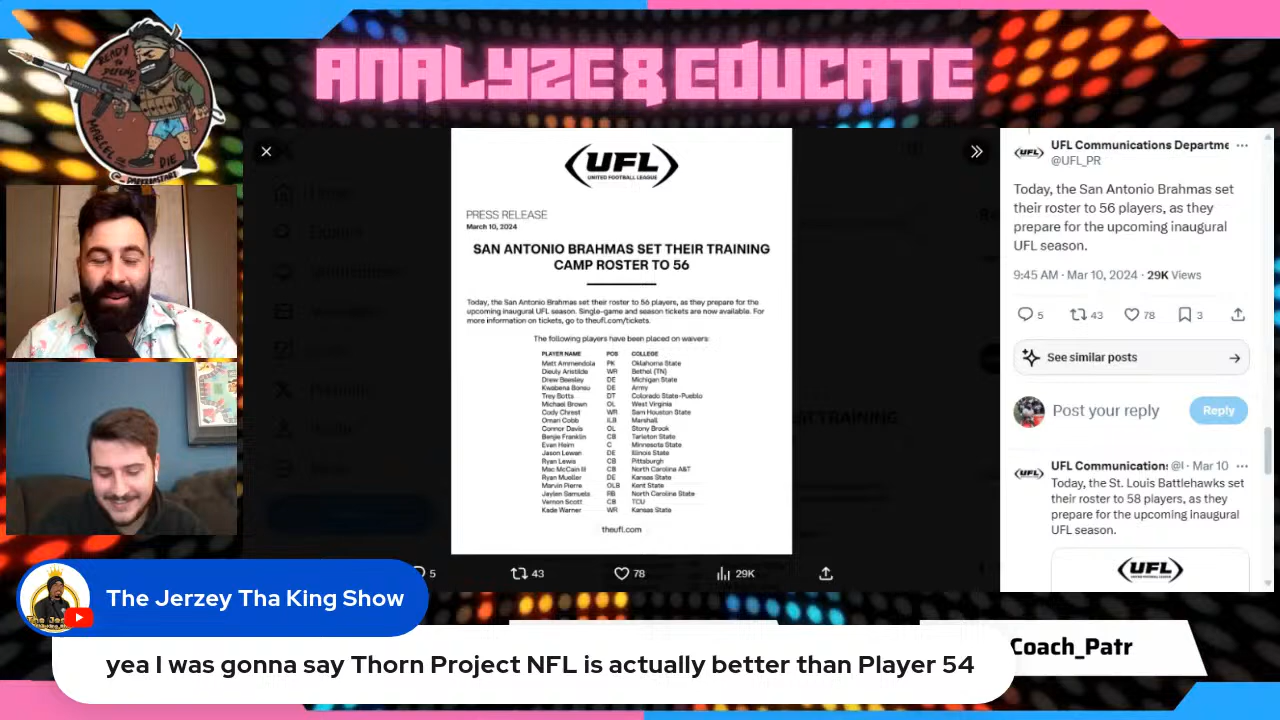 ANALYZE & EDUCATE
READY
TO
DEFEND
MARCEL OR
DIE
UFL
UNITED FOOTBALL LEAGUE
PRESS RELEASE
March 10, 2024
SAN ANTONIO BRAHMAS SET THEIR TRAINING
CAMP ROSTER TO 56
Today, the San Antonio Brahmas set their roster to 56 players, as they prepare for the
upcoming inaugural UFL season. Single-game and season tickets are now available. For
more information on tickets, go to theufl.com/tickets.
The following players have been placed on waivers:
PLAYER NAME POS COLLEGE
Matt Ammendola PK Oklahoma State
Dieuly Aristilde WR Bethel (TN)
Drew Beesley DE Michigan State
Kwabena Bonsu DE Army
Trey Botts DT Colorado State-Pueblo
Michael Brown OL West Virginia
Cody Chrest WR Sam Houston State
Omari Cobb ILB Marshall
Connor Davis OL Stony Brook
Benjie Franklin CB Tarleton State
Evan Heim C Minnesota State
Jason Lewan DE Illinois State
Ryan Lewis CB Pittsburgh
Mac McCain III CB North Carolina A&T
Ryan Mueller DE Kansas State
Marvin Pierre OLB Kent State
Jaylen Samuels RB North Carolina State
Vernon Scott CB TCU
Kade Warner WR Kansas State
theufl.com
5 43 78 29K
UFL Communications Departme ...
@UFL_PR
Today, the San Antonio Brahmas set
their roster to 56 players, as they
prepare for the upcoming inaugural
UFL season.
9:45 AM · Mar 10, 2024 · 29K Views
5 43 78 3
See similar posts
Post your reply Reply
UFL Communication: @l · Mar 10 ...
Today, the St. Louis Battlehawks set
their roster to 58 players, as they
prepare for the upcoming inaugural
UFL season.
UFL
The Jerzey Tha King Show
yea I was gonna say Thorn Project NFL is actually better than Player 54
Coach_Patr